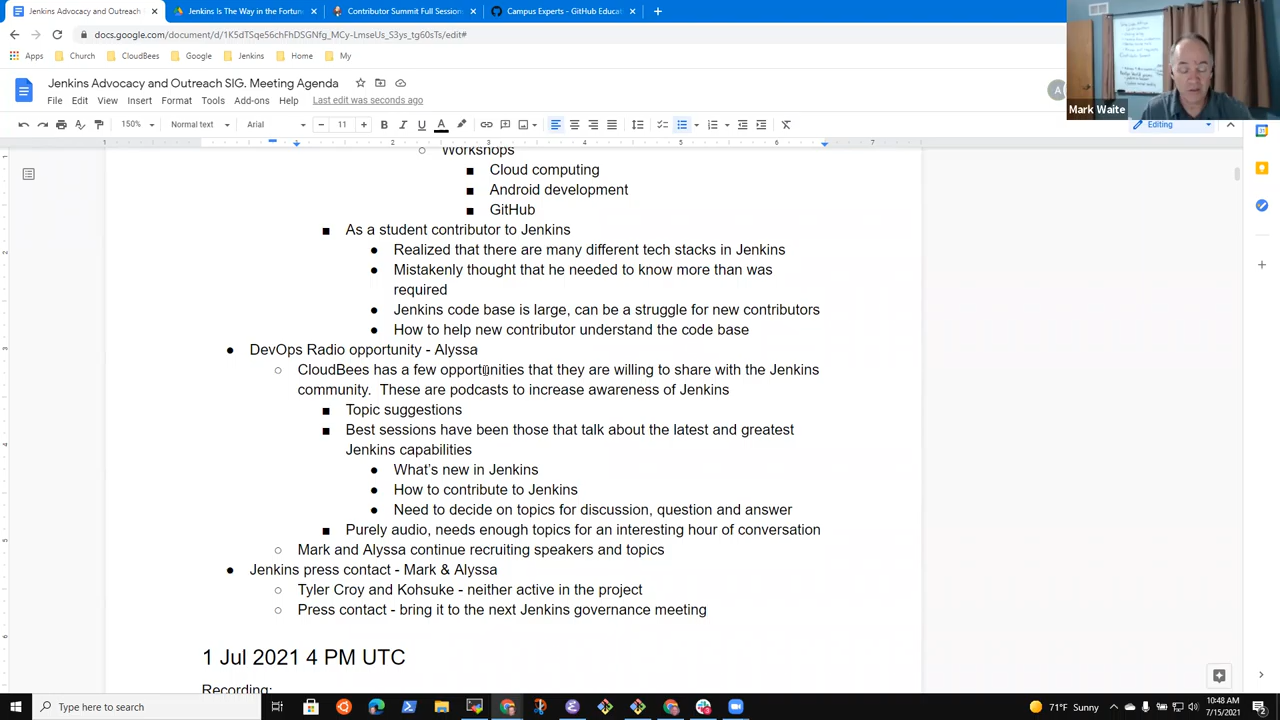 Jenkins Advocacy and Outreach S
Jenkins Is The Way in the Fortun
Contributor Summit Full Session
Campus Experts - GitHub Educat
docs.google.com/document/d/
Apps
Church
CloudBees
Google
Jenkins
Home
My
Jenkins Advocacy and Outreach SIG. Meeting Agenda
File Edit View Insert Format Tools Add-ons Help Last edit was seconds ago
150% Normal text Arial 11
Editing
Mark Waite
Workshops
Cloud computing
Android development
GitHub
As a student contributor to Jenkins
Realized that there are many different tech stacks in Jenkins
Mistakenly thought that he needed to know more than was
required
Jenkins code base is large, can be a struggle for new contributors
How to help new contributor understand the code base
DevOps Radio opportunity - Alyssa
CloudBees has a few opportunities that they are willing to share with the Jenkins
community. These are podcasts to increase awareness of Jenkins
Topic suggestions
Best sessions have been those that talk about the latest and greatest
Jenkins capabilities
What's new in Jenkins
How to contribute to Jenkins
Need to decide on topics for discussion, question and answer
Purely audio, needs enough topics for an interesting hour of conversation
Mark and Alyssa continue recruiting speakers and topics
Jenkins press contact - Mark & Alyssa
Tyler Croy and Kohsuke - neither active in the project
Press contact - bring it to the next Jenkins governance meeting
1 Jul 2021 4 PM UTC
Recording:
Type here to search
71°F Sunny
10:48 AM
7/15/2021